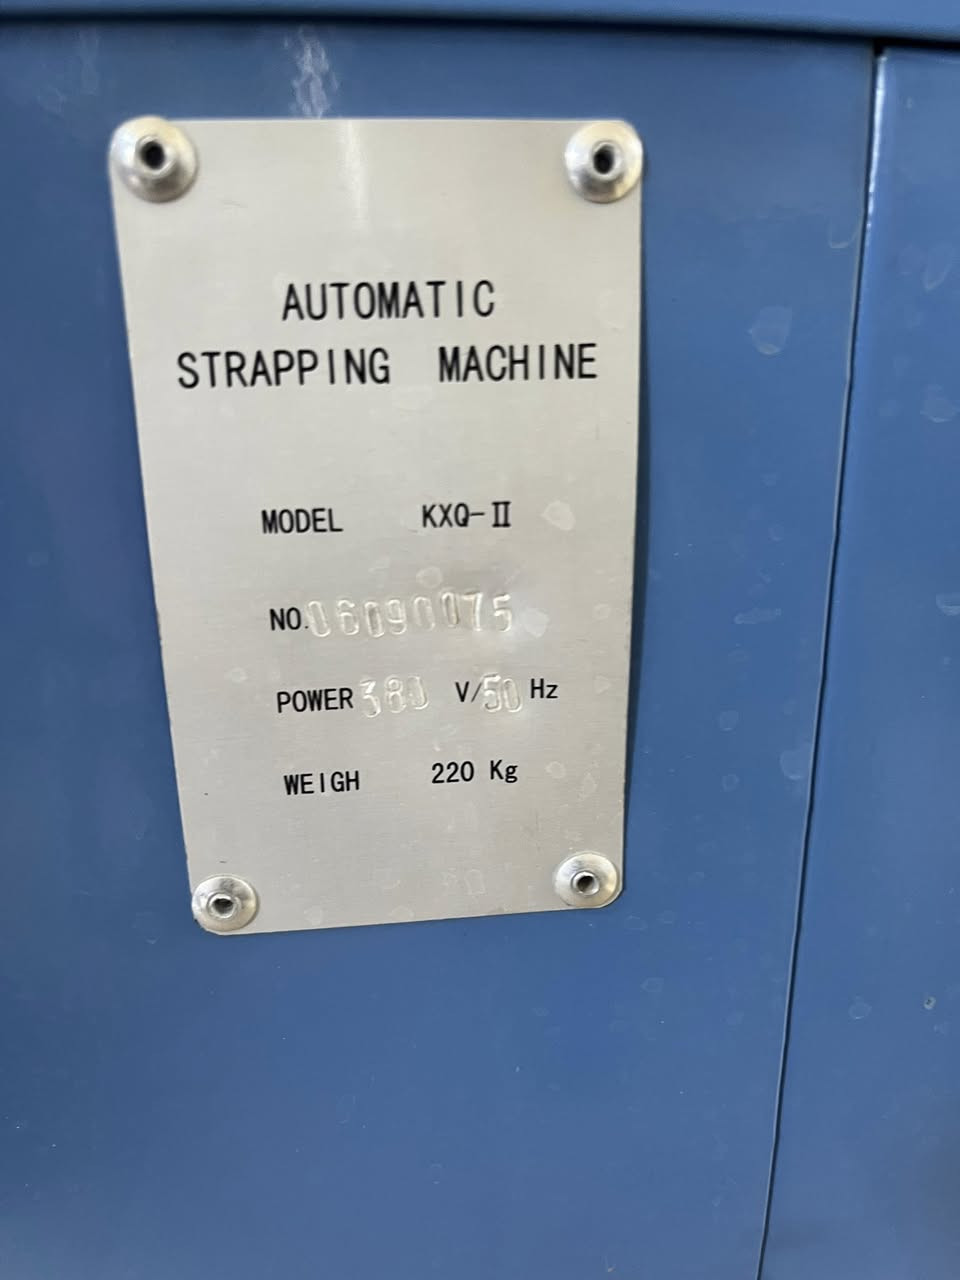 AUTOMATIC
STRAPPING MACHINE
MODEL KXQ-II
NO.06090075
POWER 380 V/50 Hz
WEIGH 220 Kg